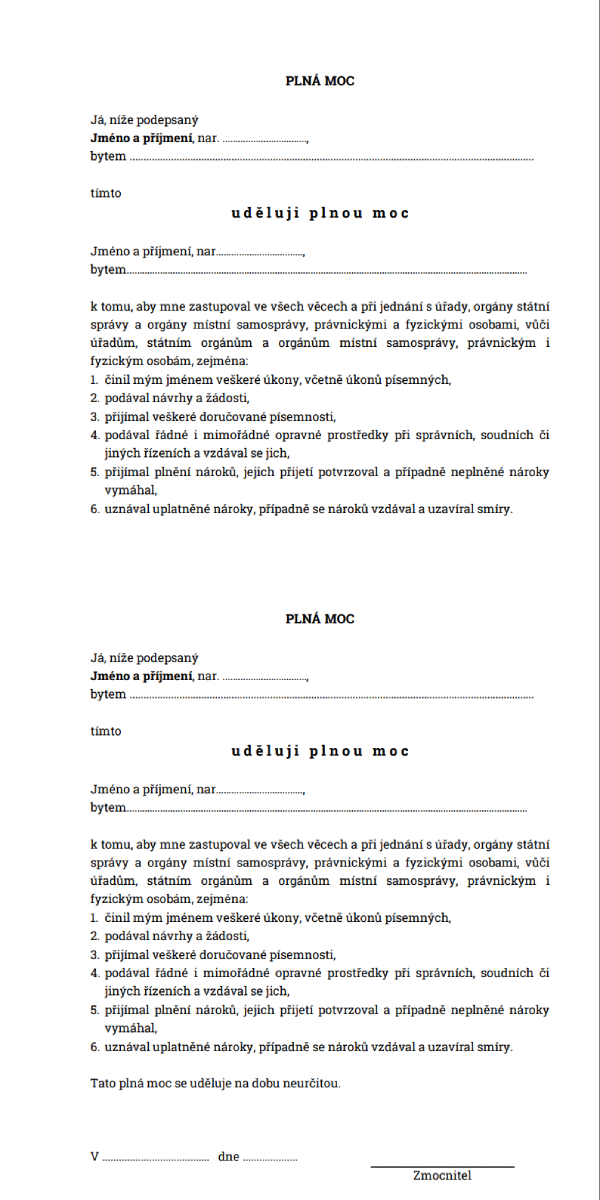 PLNÁ MOC
Já, níže podepsaný
Jméno a příjmení, nar. ..............................,
bytem ....................................................................................................................................................
tímto
uděluji plnou moc
Jméno a příjmení, nar..............................,
bytem....................................................................................................................................................
k tomu, aby mne zastupoval ve všech věcech a při jednání s úřady, orgány státní
správy a orgány místní samosprávy, právnickými a fyzickými osobami, vůči
úřadům, státním orgánům a orgánům místní samosprávy, právnickým i
fyzickým osobám, zejména:
1. činil mým jménem veškeré úkony, včetně úkonů písemných,
2. podával návrhy a žádosti,
3. přijímal veškeré doručované písemnosti,
4. podával řádné i mimořádné opravné prostředky při správních, soudních či
jiných řízeních a vzdával se jich,
5. přijímal plnění nároků, jejich přijetí potvrzoval a případně neplněné nároky
vymáhal,
6. uznával uplatněné nároky, případně se nároků vzdával a uzavíral smíry.
PLNÁ MOC
Já, níže podepsaný
Jméno a příjmení, nar. ..............................,
bytem ....................................................................................................................................................
tímto
uděluji plnou moc
Jméno a příjmení, nar..............................,
bytem....................................................................................................................................................
k tomu, aby mne zastupoval ve všech věcech a při jednání s úřady, orgány státní
správy a orgány místní samosprávy, právnickými a fyzickými osobami, vůči
úřadům, státním orgánům a orgánům místní samosprávy, právnickým i
fyzickým osobám, zejména:
1. činil mým jménem veškeré úkony, včetně úkonů písemných,
2. podával návrhy a žádosti,
3. přijímal veškeré doručované písemnosti,
4. podával řádné i mimořádné opravné prostředky při správních, soudních či
jiných řízeních a vzdával se jich,
5. přijímal plnění nároků, jejich přijetí potvrzoval a případně neplněné nároky
vymáhal,
6. uznával uplatněné nároky, případně se nároků vzdával a uzavíral smíry.
Tato plná moc se uděluje na dobu neurčitou.
V .................................... dne ..................
Zmocnitel